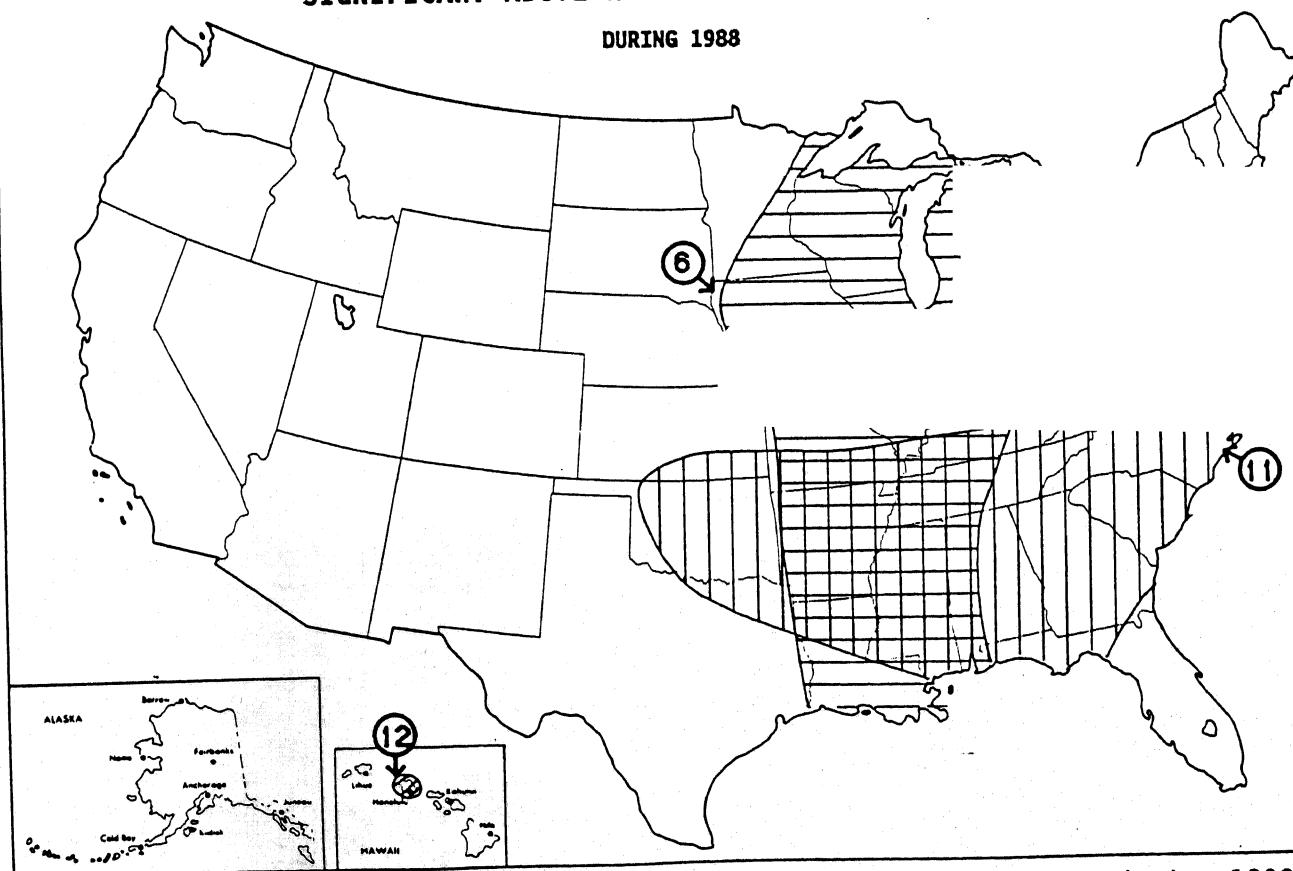 DURING 1988
6
11
12
Barrow
ALASKA
Nome
Fairbanks
Anchorage
Juneau
Kodiak
Cold Bay
Lihue
Honolulu
Kahului
Hilo
HAWAII